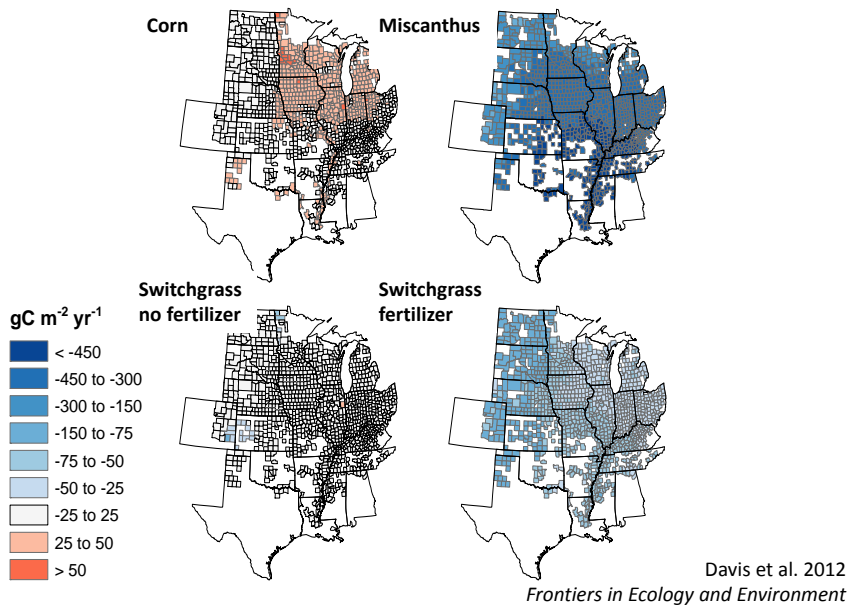 Corn
Miscanthus
Switchgrass
no fertilizer
Switchgrass
fertilizer
gC m⁻² yr⁻¹
< -450
-450 to -300
-300 to -150
-150 to -75
-75 to -50
-50 to -25
-25 to 25
25 to 50
> 50
Davis et al. 2012
Frontiers in Ecology and Environment